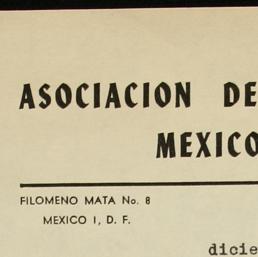 ASOCIACION DE
MEXICO
FILOMENO MATA No. 8
MEXICO 1, D. F.
dicie